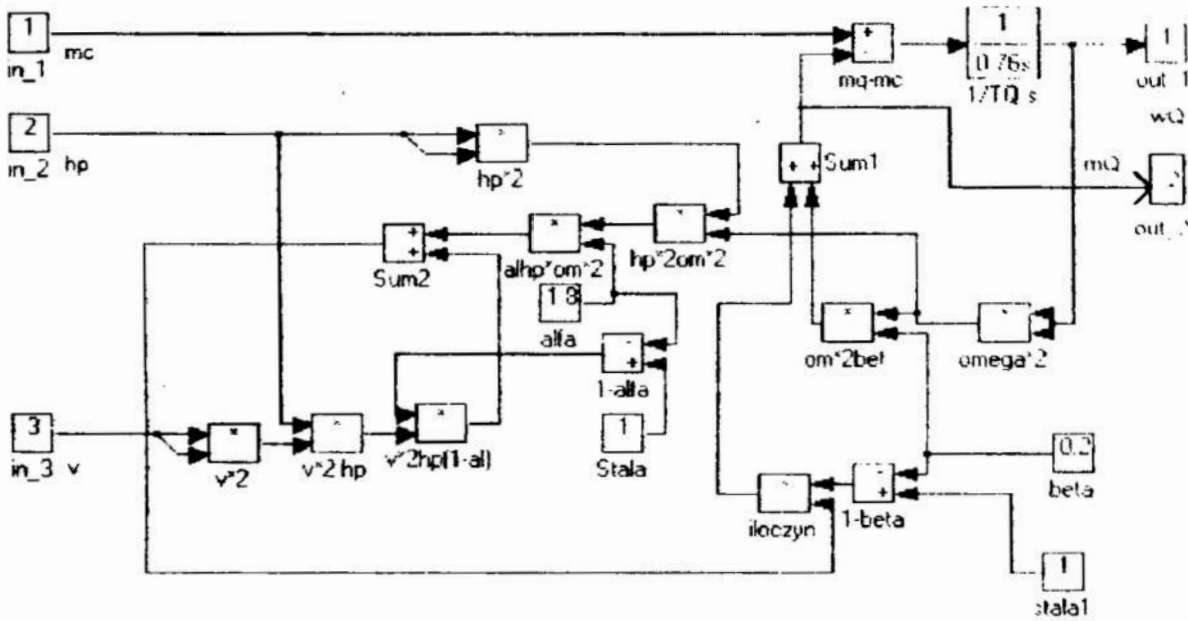 1
mc
in_1
+
-
mq-mc
1
0.76s
1/TQ s
1
out_1
wQ
2
hp
in_2
hp*2
+ +
Sum1
mQ
out_
+
+
Sum2
alhp*om*2
hp*2om*2
1 8
alfa
om*2bet
omega*2
-
+
1-alfa
1
Stala
3
v
in_3
v*2
v*2 hp
v*2hp(1-al)
0.2
beta
iloczyn
-
+
1-beta
1
stala1